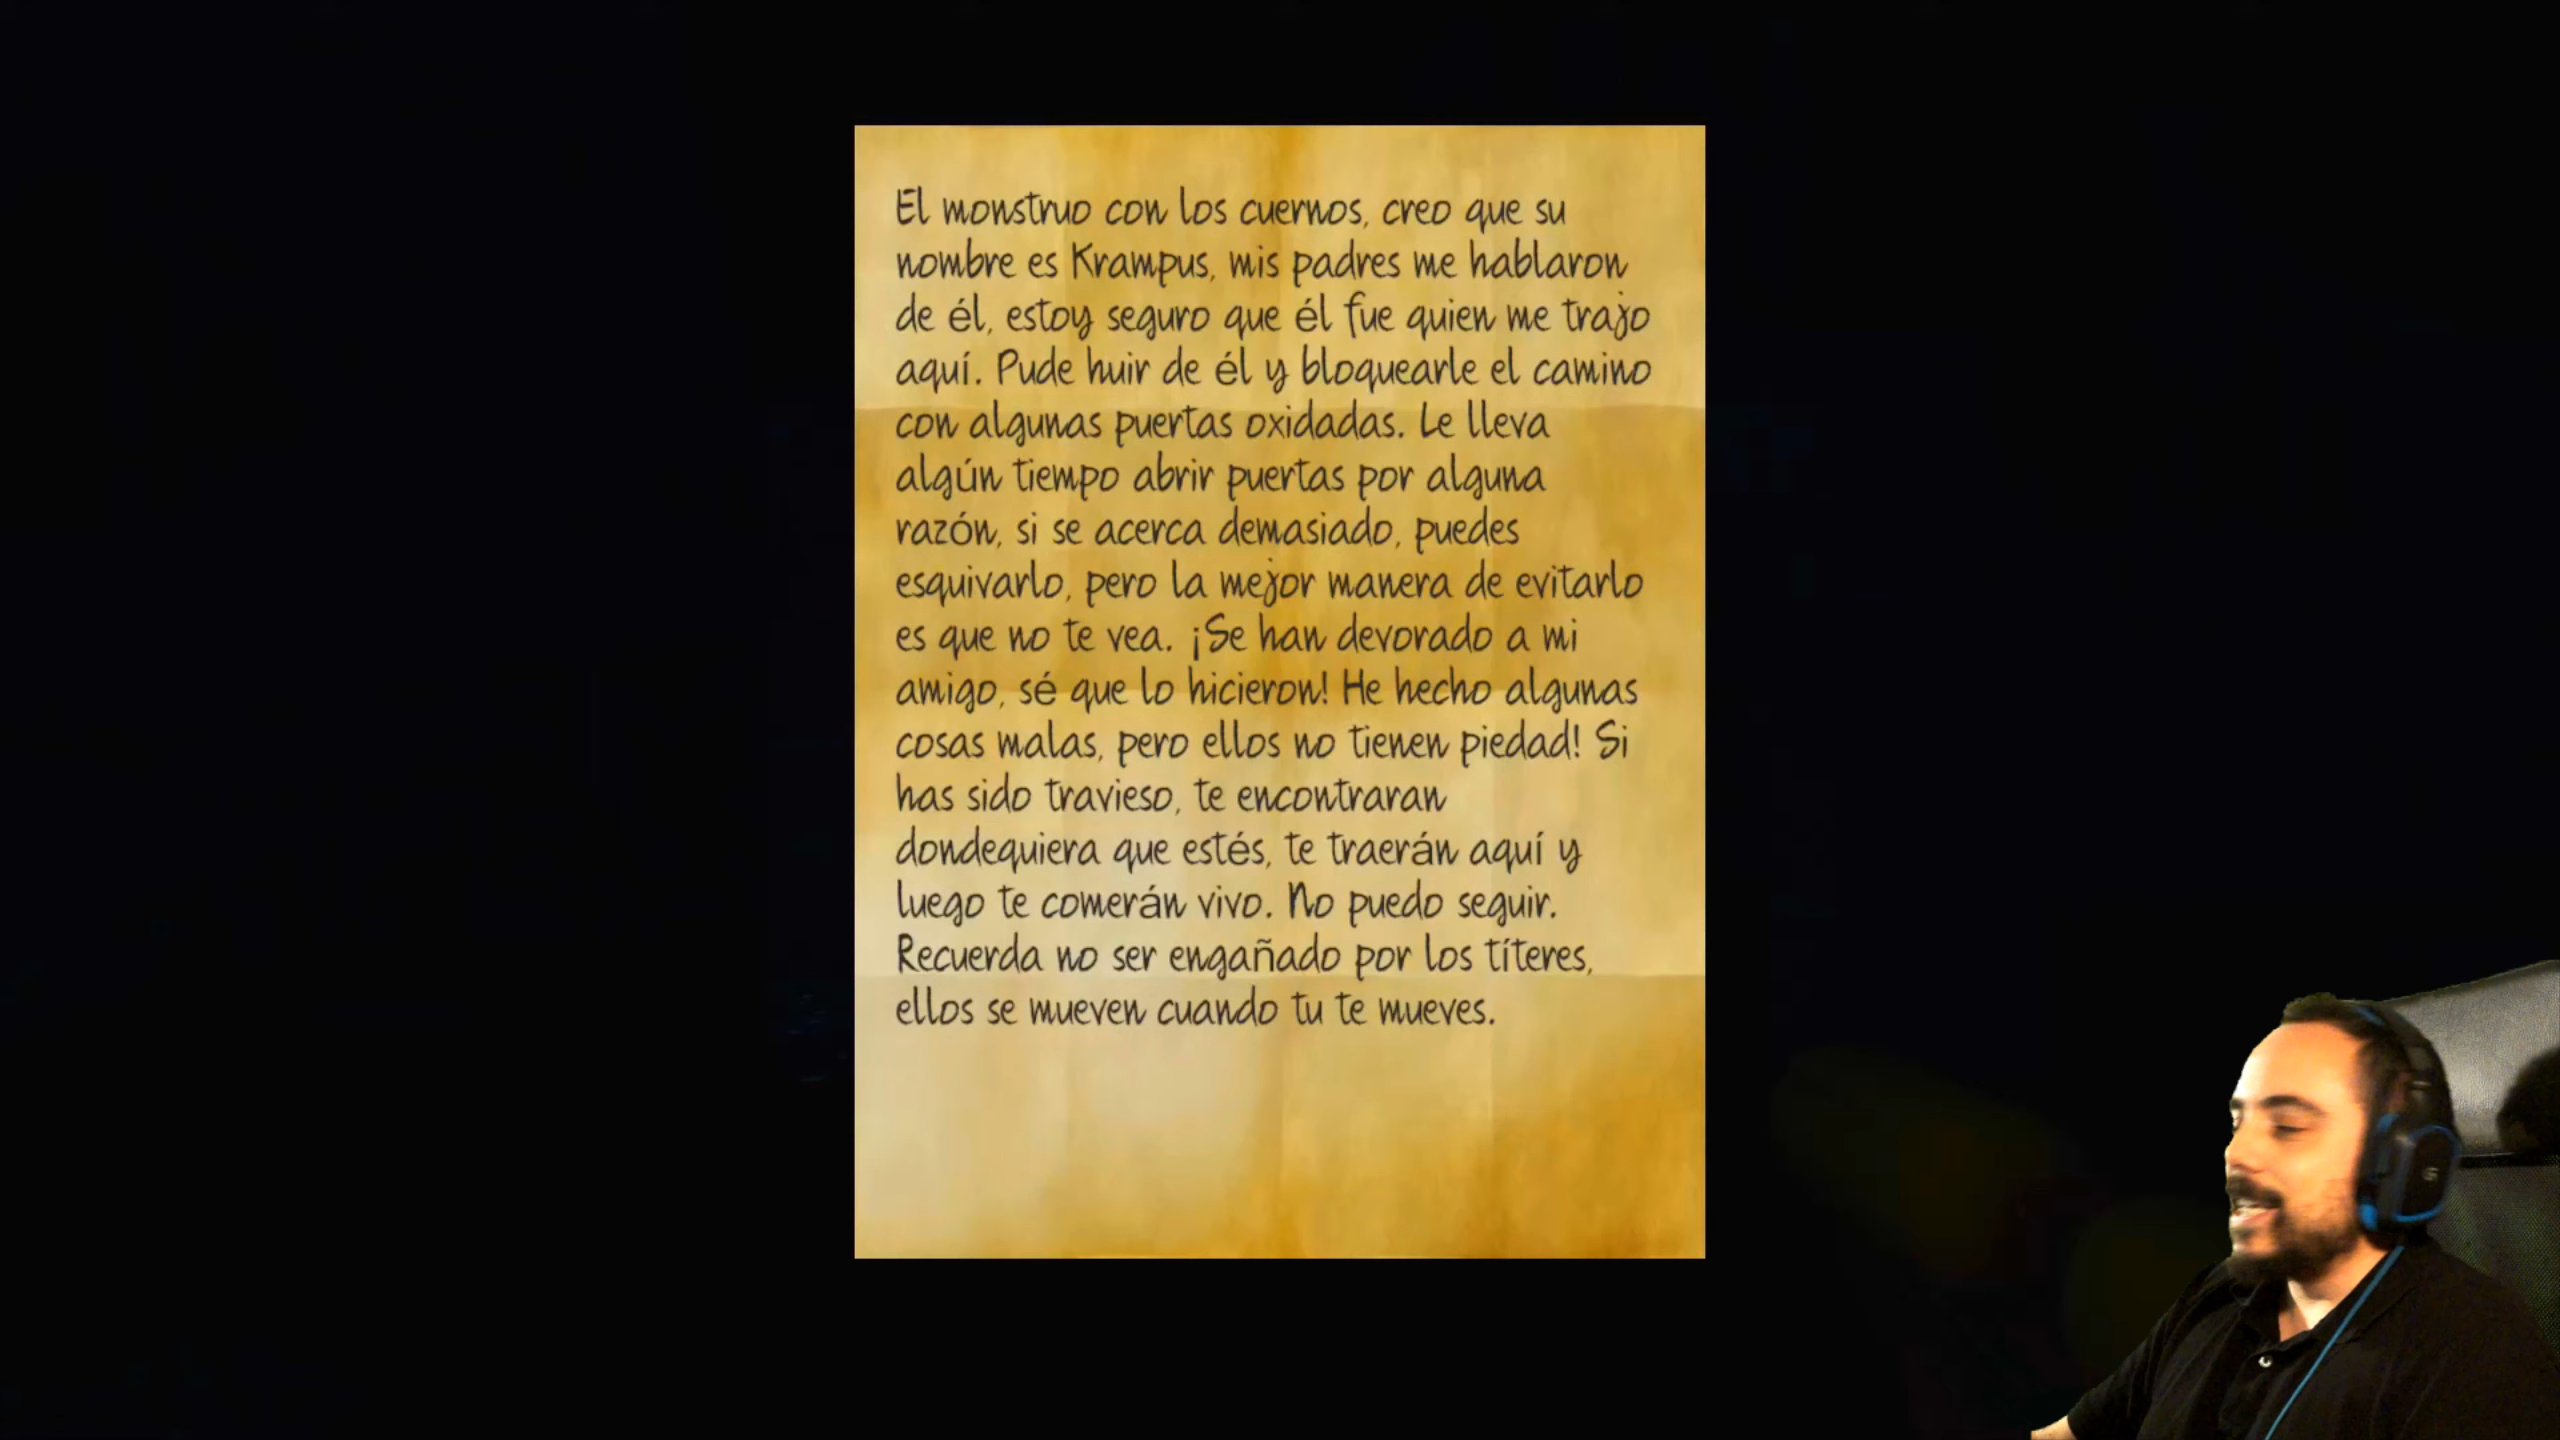 El monstruo con los cuernos, creo que su
nombre es Krampus, mis padres me hablaron
de él, estoy seguro que él fue quien me trajo
aquí. Pude huir de él y bloquearle el camino
con algunas puertas oxidadas. Le lleva
algún tiempo abrir puertas por alguna
razón, si se acerca demasiado, puedes
esquivarlo, pero la mejor manera de evitarlo
es que no te vea. ¡Se han devorado a mi
amigo, sé que lo hicieron! He hecho algunas
cosas malas, pero ellos no tienen piedad! Si
has sido travieso, te encontraran
dondequiera que estés, te traerán aquí y
luego te comerán vivo. No puedo seguir.
Recuerda no ser engañado por los títeres,
ellos se mueven cuando tu te mueves.